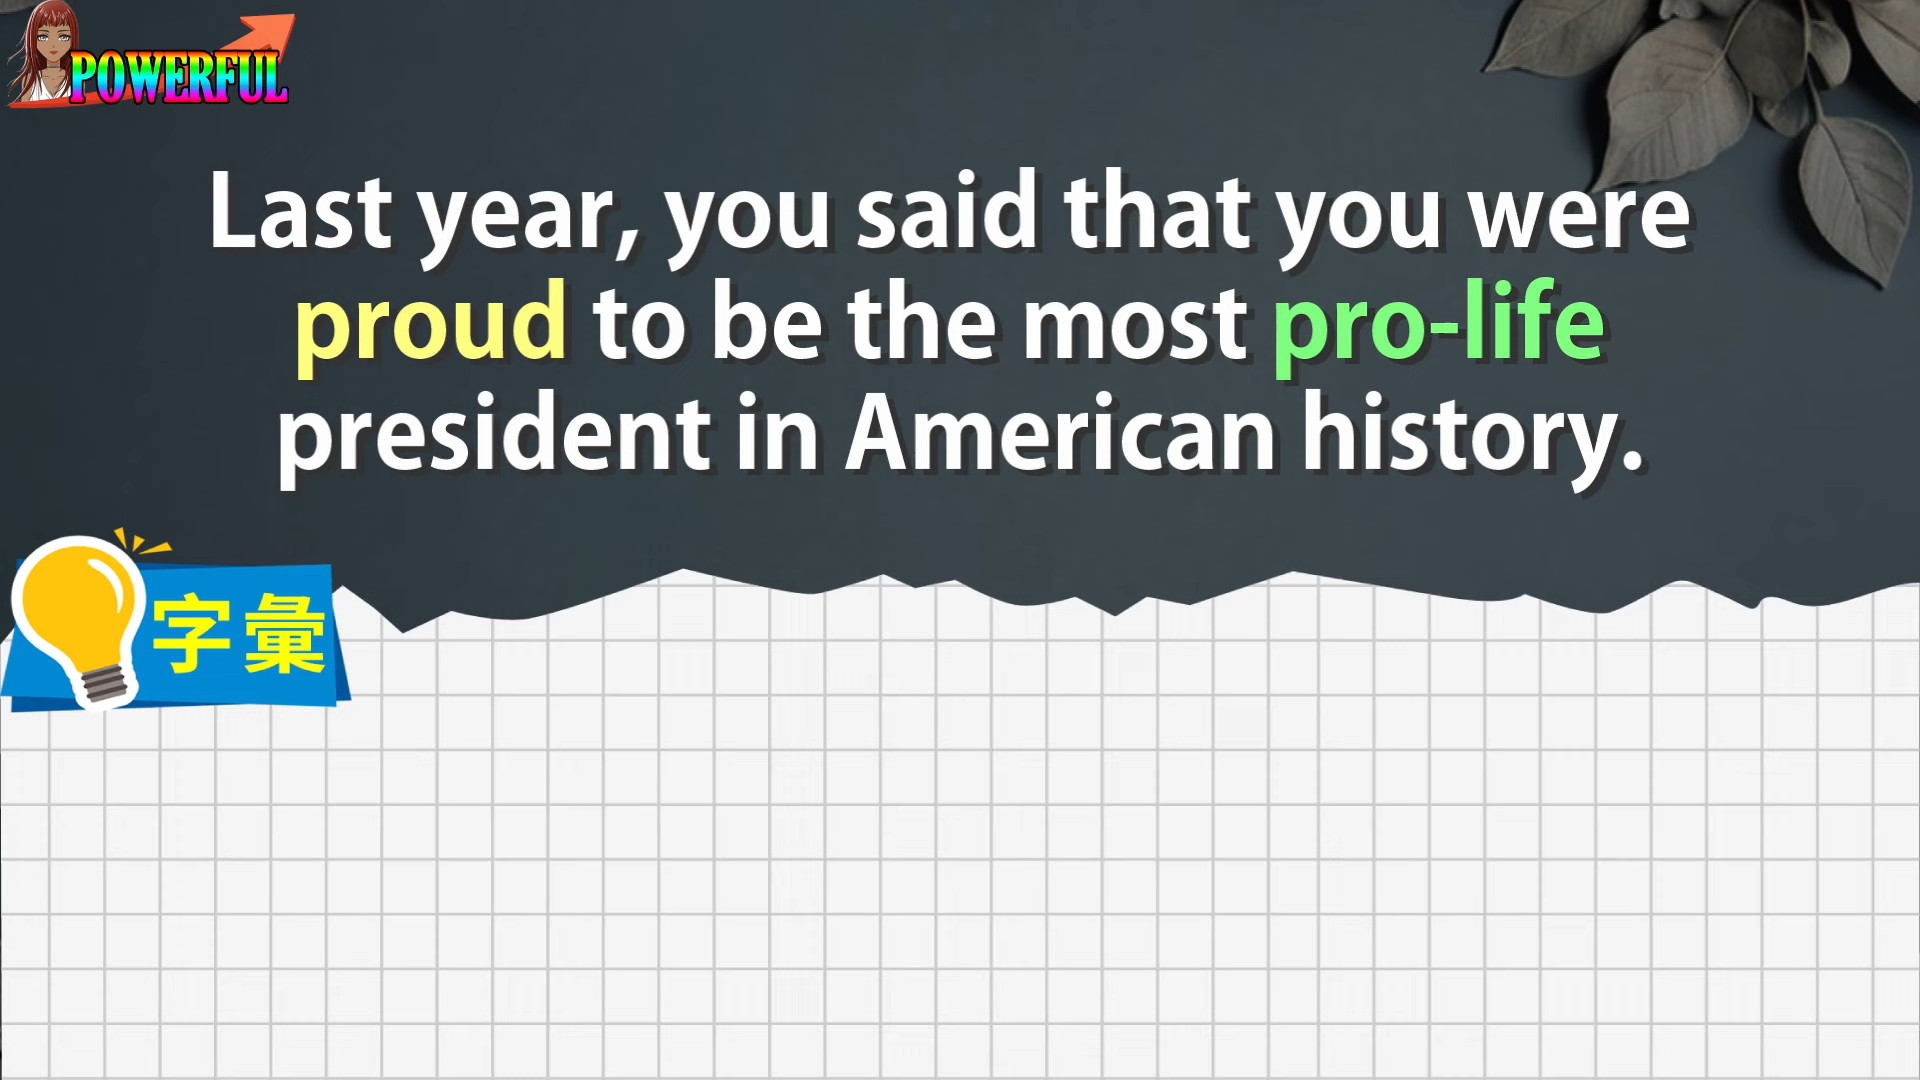 POWERFUL
Last year, you said that you were
proud to be the most pro-life
president in American history.
字彙